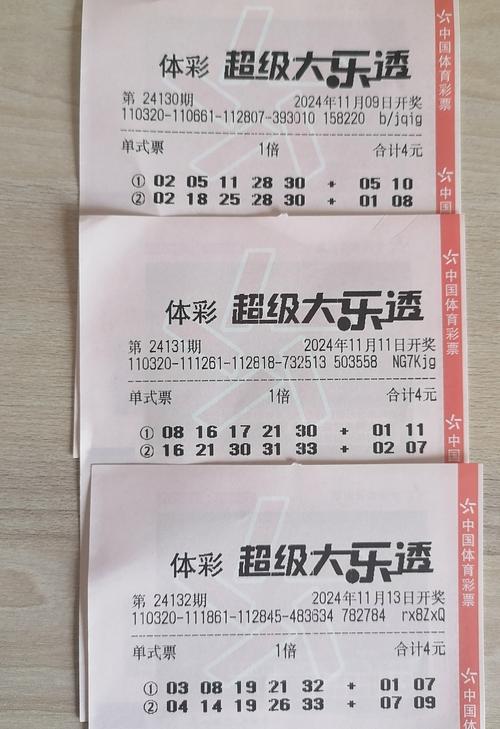 体彩 超级大乐透
第 24130期 2024年11月09日开奖
110320-110661-112807-393010 158220 b/jqig
单式票 1倍 合计4元
① 02 05 11 28 30 + 05 10
② 02 18 25 28 30 + 01 08
中国体育彩票
体彩 超级大乐透
第 24131期 2024年11月11日开奖
110320-111261-112818-732513 503558 NG7Kjg
单式票 1倍 合计4元
① 08 16 17 21 30 + 01 11
② 16 21 30 31 33 + 02 07
中国体育彩票
中国
体彩 超级大乐透
第 24132期 2024年11月13日开奖
110320-111861-112845-483634 782784 rx8ZxQ
单式票 1倍 合计4元
① 03 08 19 21 32 + 01 07
② 04 14 19 26 33 + 07 09
中国体育彩票
中国体